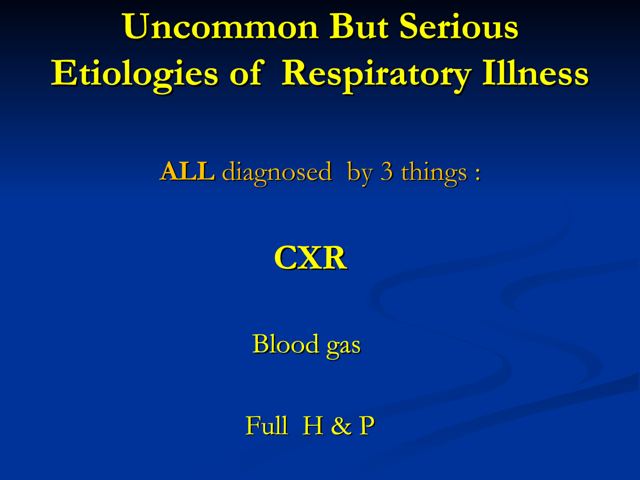 Uncommon But Serious
Etiologies of Respiratory Illness
ALL diagnosed by 3 things :
CXR
Blood gas
Full H & P